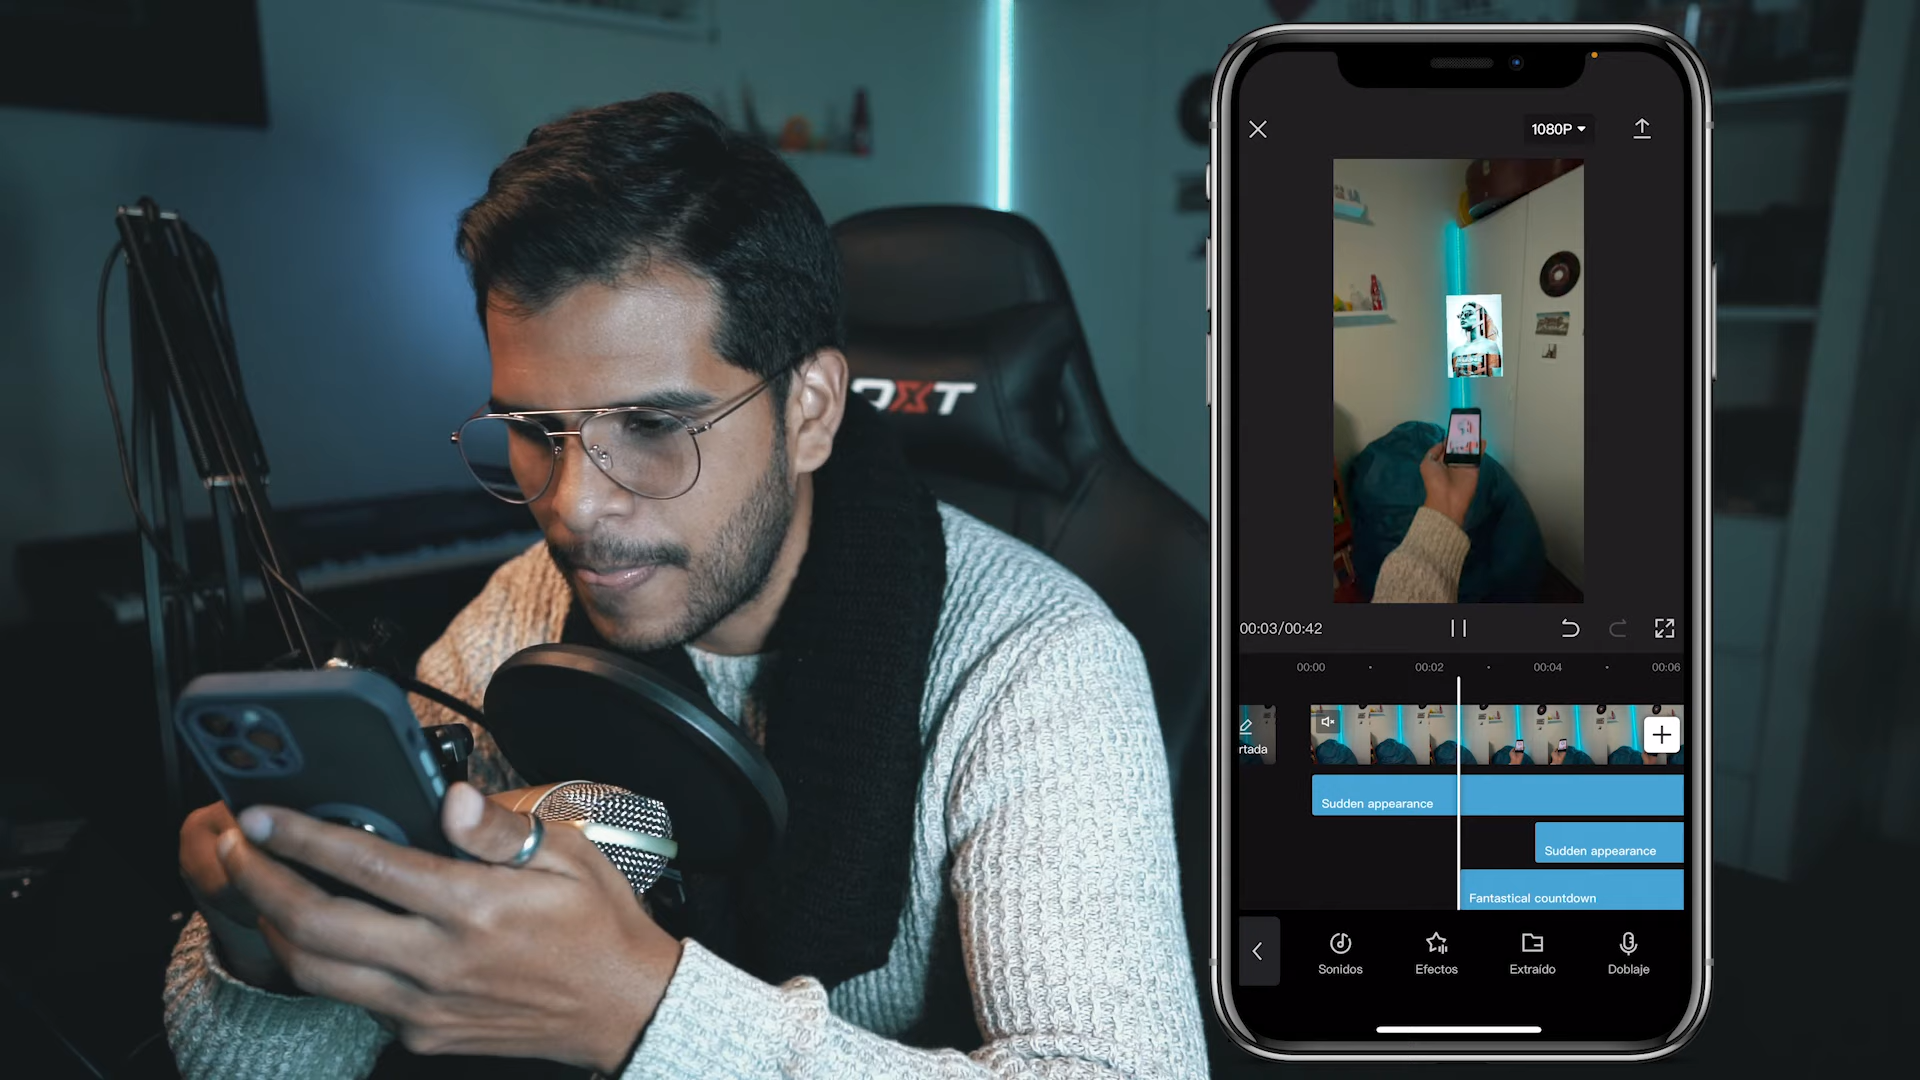 DXT
1080P
00:03/00:42
00:00
00:02
00:04
00:06
rtada
Sudden appearance
Sudden appearance
Fantastical countdown
Sonidos
Efectos
Extraído
Doblaje